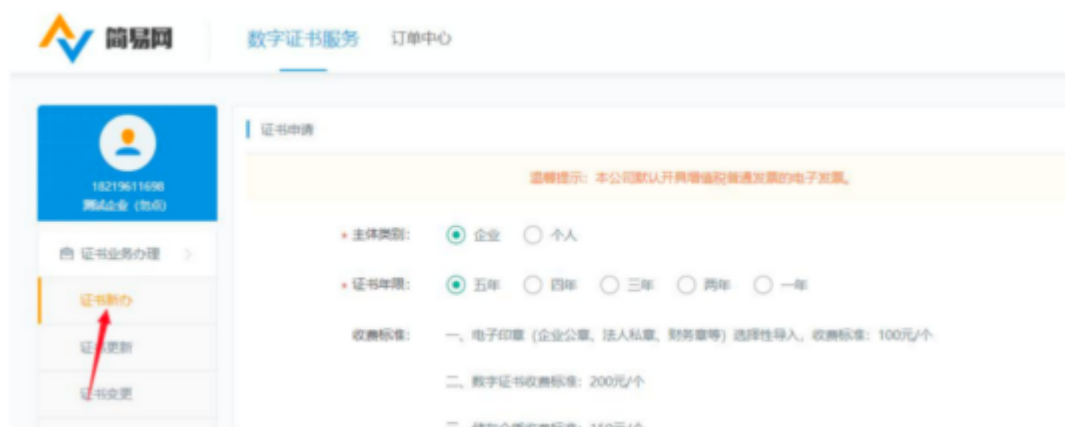 简易网
数字证书服务 订单中心
证书申请
温馨提示：本公司默认开具增值税普通发票的电子发票。
18219611698
测试企业（勿动）
* 主体类别： 企业 个人
证书业务办理 >
* 证书年限： 五年 四年 三年 两年 一年
证书新办
收费标准： 一、电子印章（企业公章、法人私章、财务章等）选择性导入，收费标准：100元/个
证书更新
二、数字证书收费标准：200元/个
证书变更